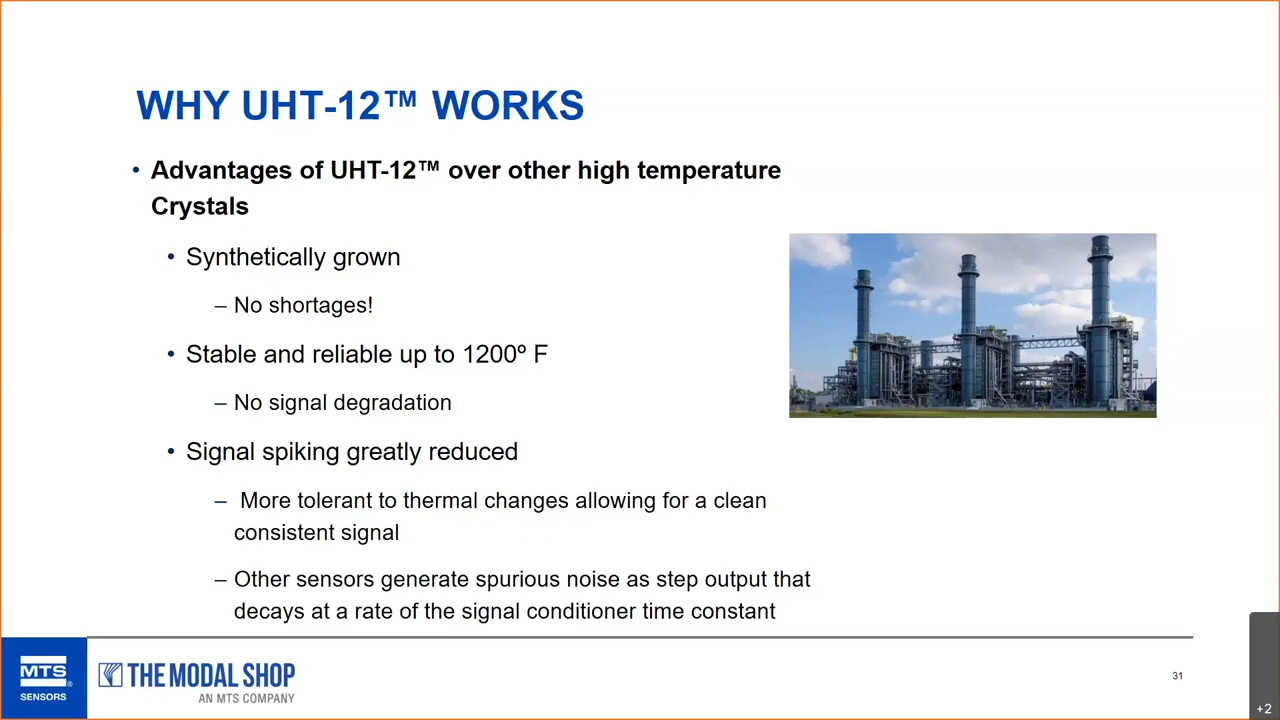 WHY UHT-12™ WORKS
• Advantages of UHT-12™ over other high temperature
Crystals
• Synthetically grown
– No shortages!
• Stable and reliable up to 1200º F
– No signal degradation
• Signal spiking greatly reduced
– More tolerant to thermal changes allowing for a clean
consistent signal
– Other sensors generate spurious noise as step output that
decays at a rate of the signal conditioner time constant
MTS®
SENSORS
THE MODAL SHOP
AN MTS COMPANY
31
+2